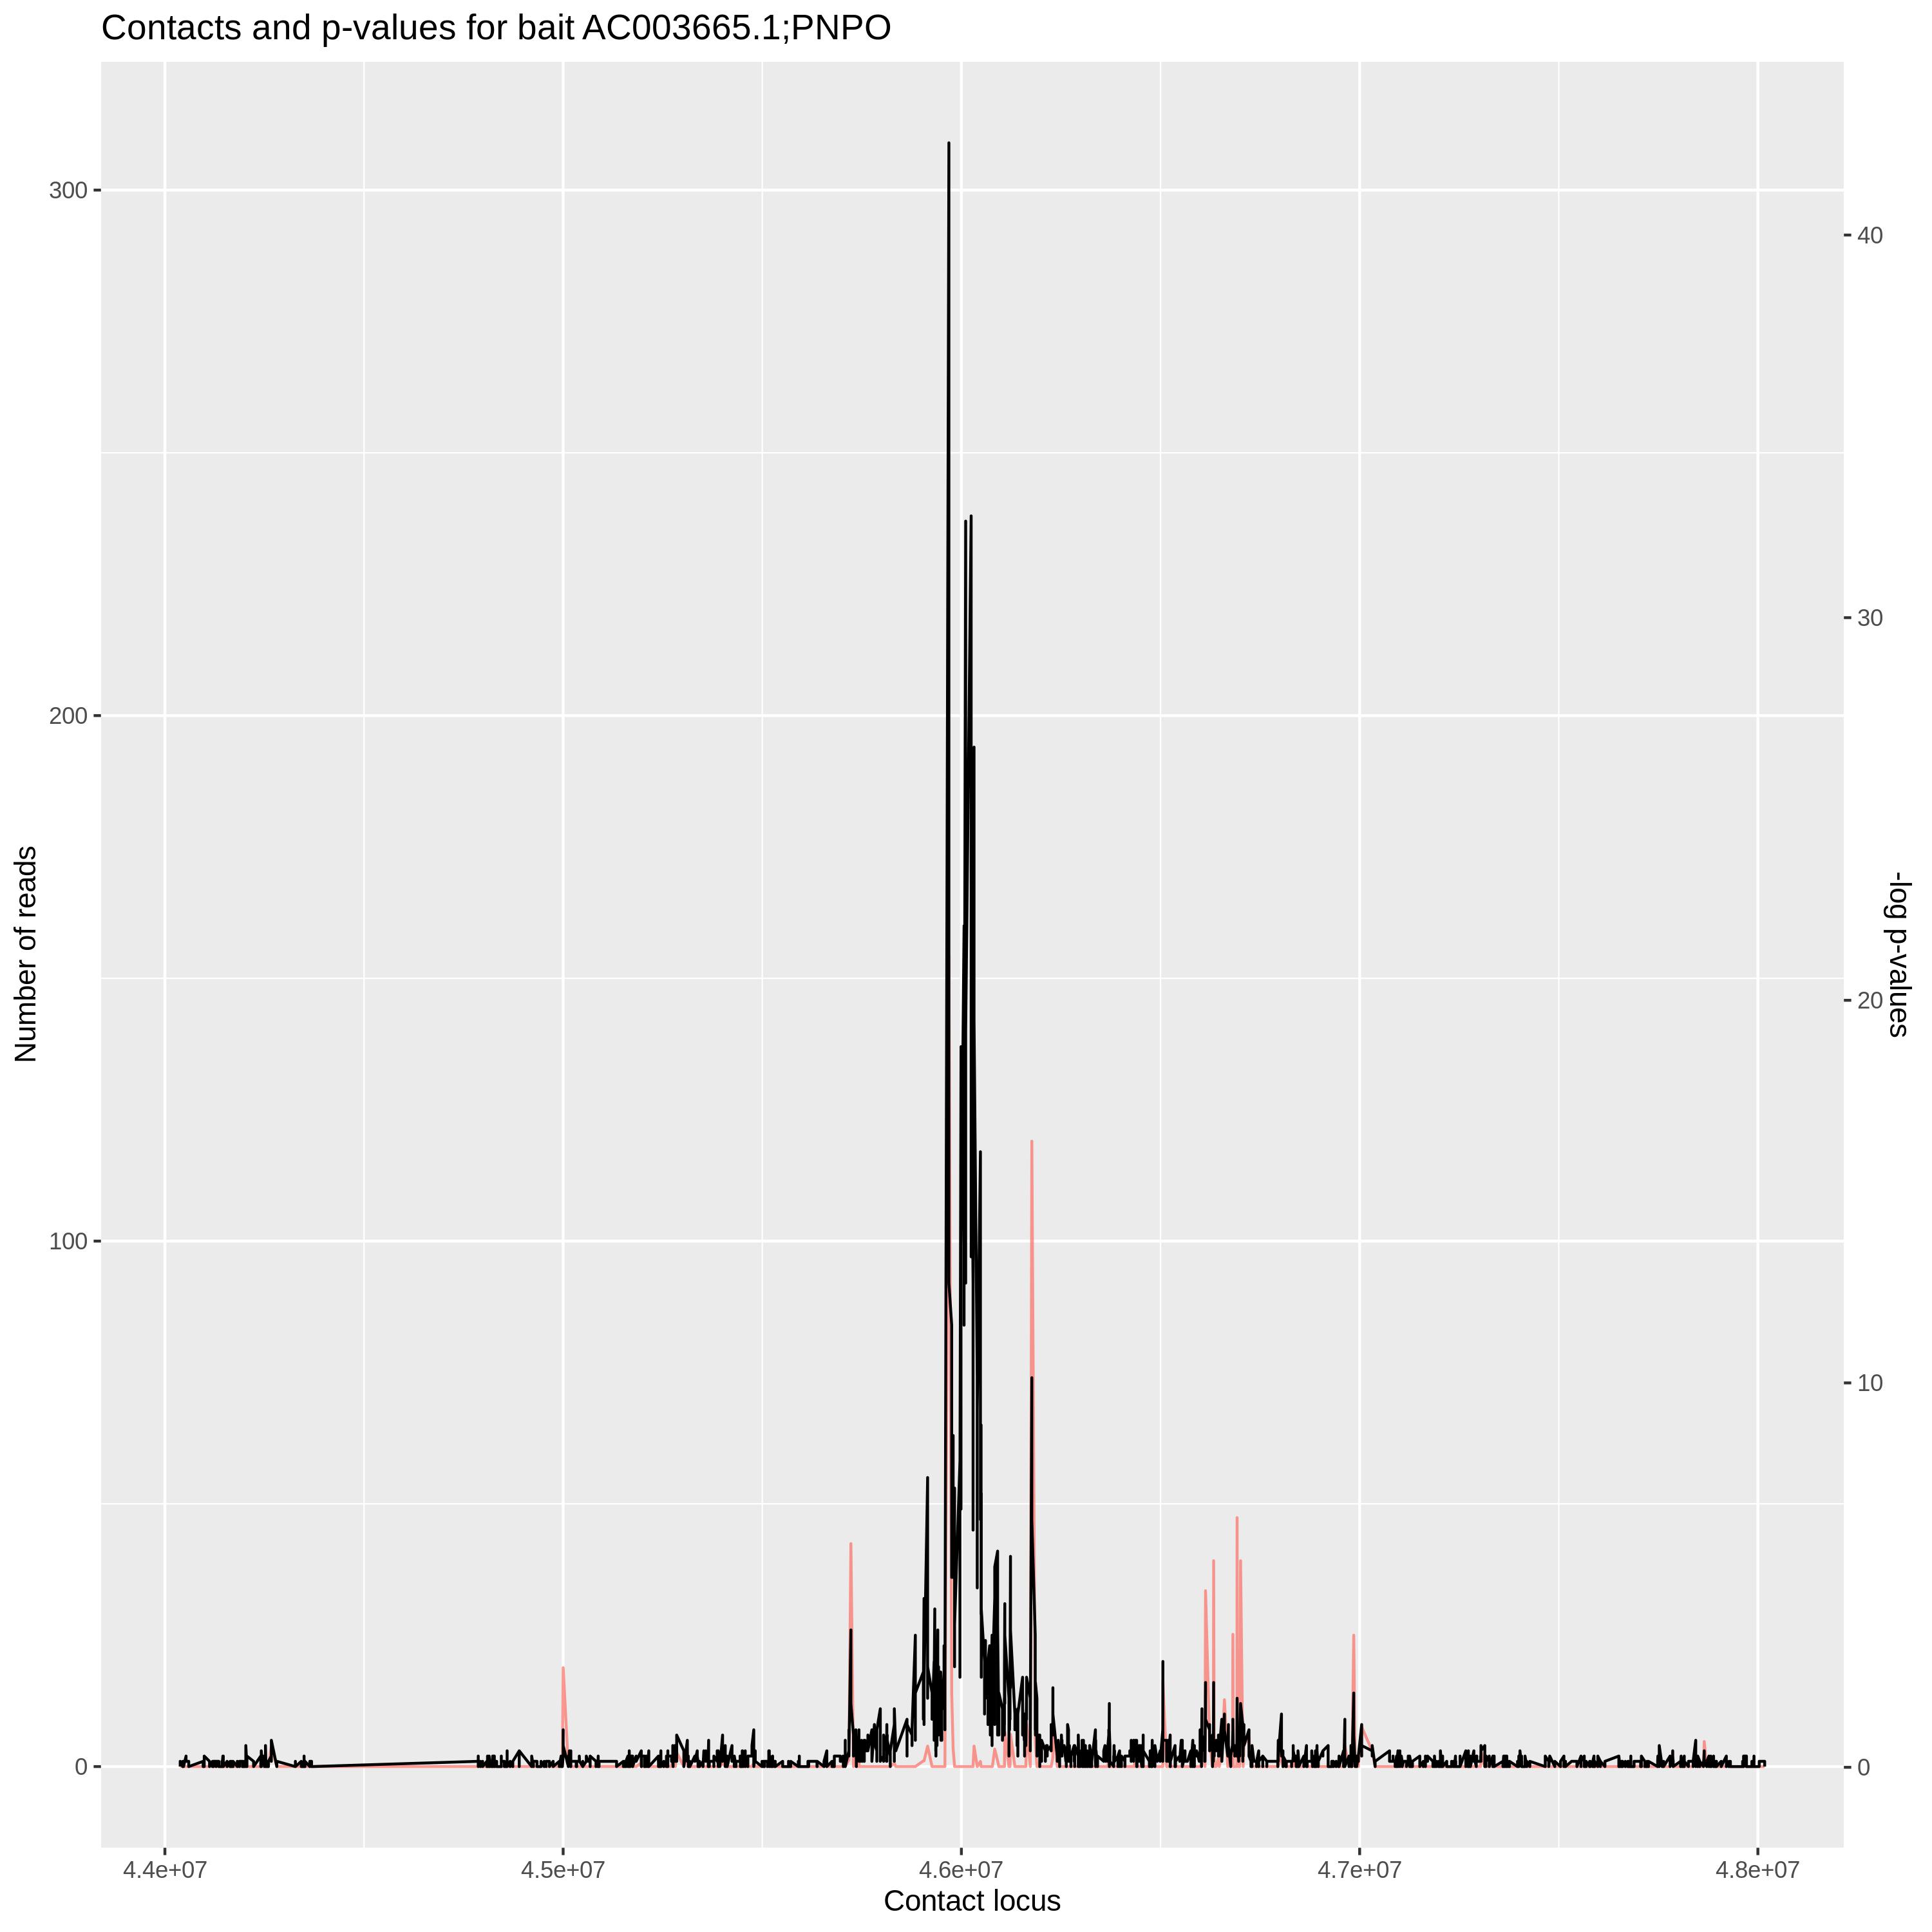 Contacts and p-values for bait AC003665.1;PNPO
300
200
100
0
Number of reads
40
30
20
10
0
-log p-values
4.4e+07 4.5e+07 4.6e+07 4.7e+07 4.8e+07
Contact locus